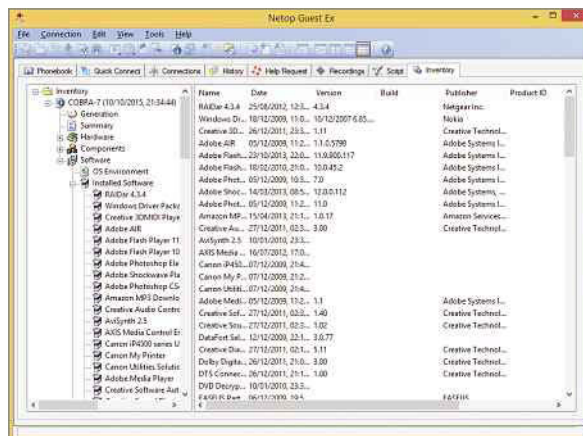 Netop Guest Ex
File Connection Edit View Tools Help
Phonebook Quick Connect Connections History Help Request Recordings Script Inventory
Inventory
COBRA-7 (10/10/2015, 21:34:44)
Generation
Summary
Hardware
Components
Software
OS Environment
Installed Software
RAIDar 4.3.4
Windows Driver Packa
Creative 3DMIDI Playe
Adobe AIR
Adobe Flash Player 11
Adobe Flash Player 10
Adobe Photoshop Ele
Adobe Shockwave Pla
Adobe Photoshop CS
Amazon MP3 Downlo
Creative Audio Contro
AviSynth 2.5
AXIS Media Control Er
Canon iP4500 series U
Canon My Printer
Canon Utilities Solutio
Adobe Media Player
Creative Software Aut
Name Date Version Build Publisher Product ID
RAIDar 4.3.4 25/08/2012, 12:3... 4.3.4 Netgear Inc.
Windows Dr... 18/12/2009, 11:0... 10/12/2007 6.85... Nokia
Creative 3D... 26/12/2011, 23:3... 1.11 Creative Technol...
Adobe AIR 05/12/2009, 11:2... 1.1.0.5790 Adobe Systems I...
Adobe Flash... 23/10/2013, 22:0... 11.9.900.117 Adobe Systems I...
Adobe Flash... 18/02/2010, 21:0... 10.0.45.2 Adobe Systems I...
Adobe Phot... 05/12/2009, 10:3... 7.0 Adobe Systems I...
Adobe Shoc... 14/03/2013, 08:5... 12.0.0.112 Adobe Systems, ...
Adobe Phot... 05/12/2009, 11:2... 11.0 Adobe Systems I...
Amazon MP... 15/04/2013, 21:1... 1.0.17 Amazon Services...
Creative Au... 27/12/2011, 02:3... 3.00 Creative Technol...
AviSynth 2.5 10/01/2010, 23:3...
AXIS Media ... 16/07/2012, 17:0...
Canon iP450... 07/12/2009, 21:4...
Canon My P... 07/12/2009, 21:2...
Canon Utiliti... 07/12/2009, 21:4...
Adobe Medi... 05/12/2009, 11:2... 1.1 Adobe Systems I...
Creative Sof... 27/12/2011, 02:3... 1.40 Creative Technol...
Creative Sou... 27/12/2011, 02:3... 1.02 Creative Technol...
DataFort Sel... 12/12/2009, 22:1... 3.0.77
Creative Dia... 27/12/2011, 02:1... 5.11 Creative Technol...
Dolby Digita... 26/12/2011, 21:0... 3.00 Creative Technol...
DTS Connec... 26/12/2011, 21:1... 1.00 Creative Technol...
DVD Decryp... 10/01/2010, 23:3...
EASEUS Part... 06/12/2009, 19:5... EASEUS